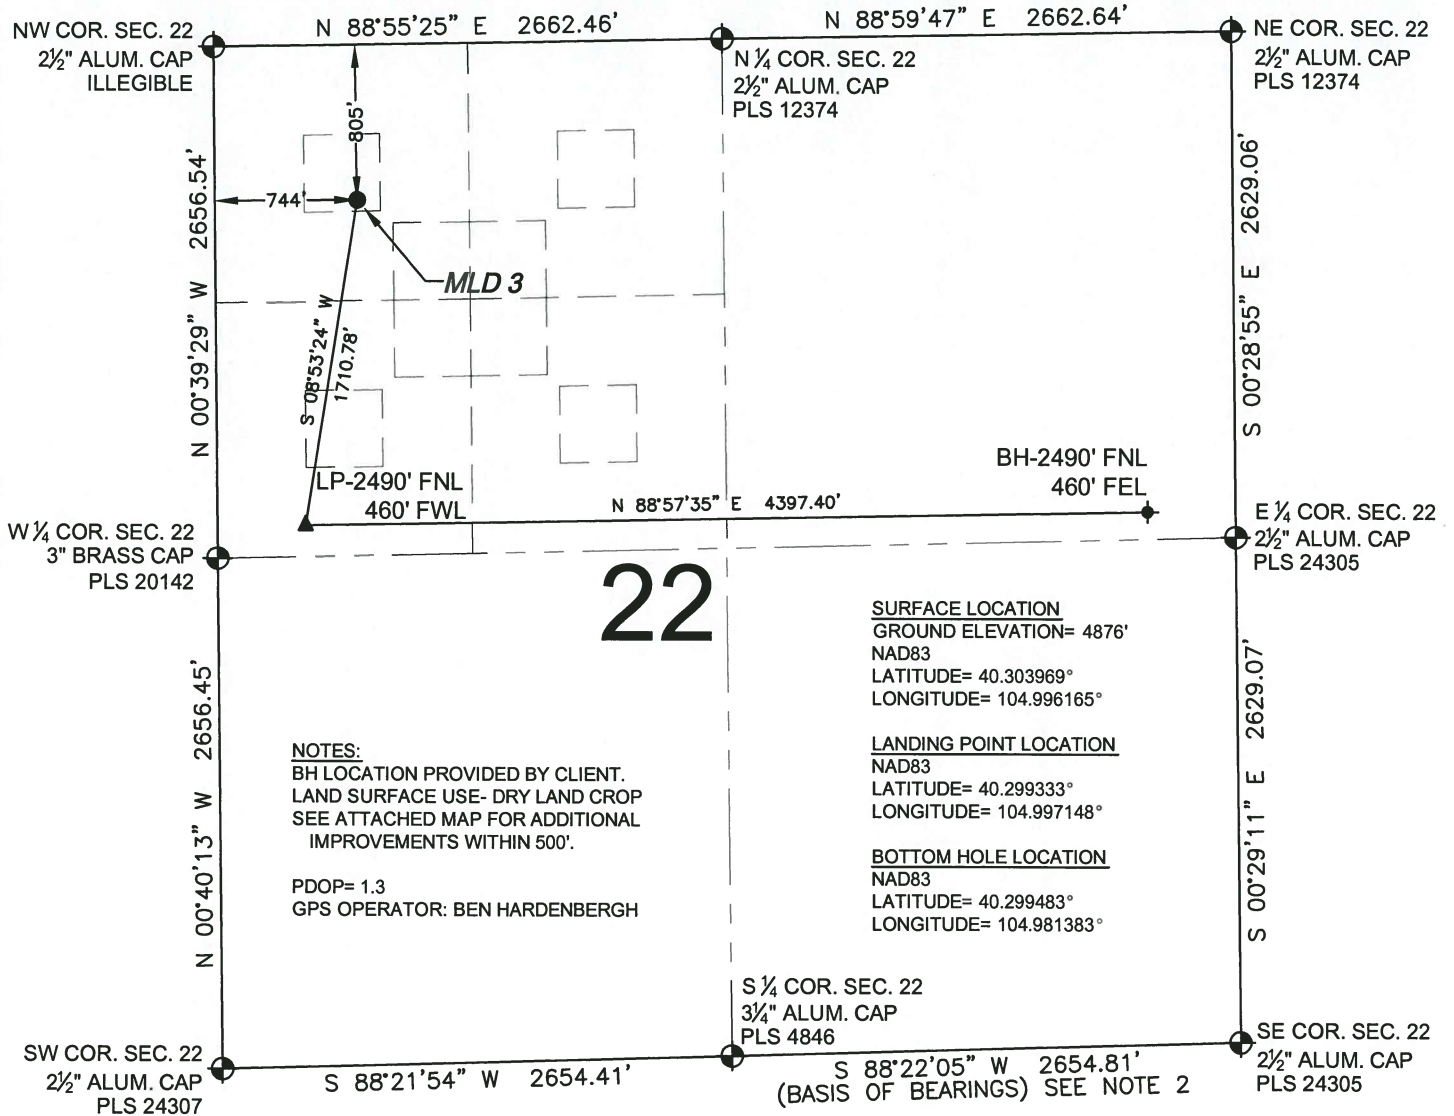 N 88°55'25" E 2662.46'
N 88°59'47" E 2662.64'
NW COR. SEC. 22
2½" ALUM. CAP
ILLEGIBLE
N ¼ COR. SEC. 22
2½" ALUM. CAP
PLS 12374
NE COR. SEC. 22
2½" ALUM. CAP
PLS 12374
805'
744'
MLD 3
N 00°39'29" W 2656.54'
S 00°28'55" E 2629.06'
S 08°53'24" W
1710.78'
LP-2490' FNL
460' FWL
N 88°57'35" E 4397.40'
BH-2490' FNL
460' FEL
W ¼ COR. SEC. 22
3" BRASS CAP
PLS 20142
E ¼ COR. SEC. 22
2½" ALUM. CAP
PLS 24305
22
SURFACE LOCATION
GROUND ELEVATION= 4876'
NAD83
LATITUDE= 40.303969°
LONGITUDE= 104.996165°
LANDING POINT LOCATION
NAD83
LATITUDE= 40.299333°
LONGITUDE= 104.997148°
BOTTOM HOLE LOCATION
NAD83
LATITUDE= 40.299483°
LONGITUDE= 104.981383°
NOTES:
BH LOCATION PROVIDED BY CLIENT.
LAND SURFACE USE- DRY LAND CROP
SEE ATTACHED MAP FOR ADDITIONAL
IMPROVEMENTS WITHIN 500'.
PDOP= 1.3
GPS OPERATOR: BEN HARDENBERGH
N 00°40'13" W 2656.45'
S 00°29'11" E 2629.07'
S ¼ COR. SEC. 22
3¼" ALUM. CAP
PLS 4846
SW COR. SEC. 22
2½" ALUM. CAP
PLS 24307
S 88°21'54" W 2654.41'
S 88°22'05" W 2654.81'
(BASIS OF BEARINGS) SEE NOTE 2
SE COR. SEC. 22
2½" ALUM. CAP
PLS 24305